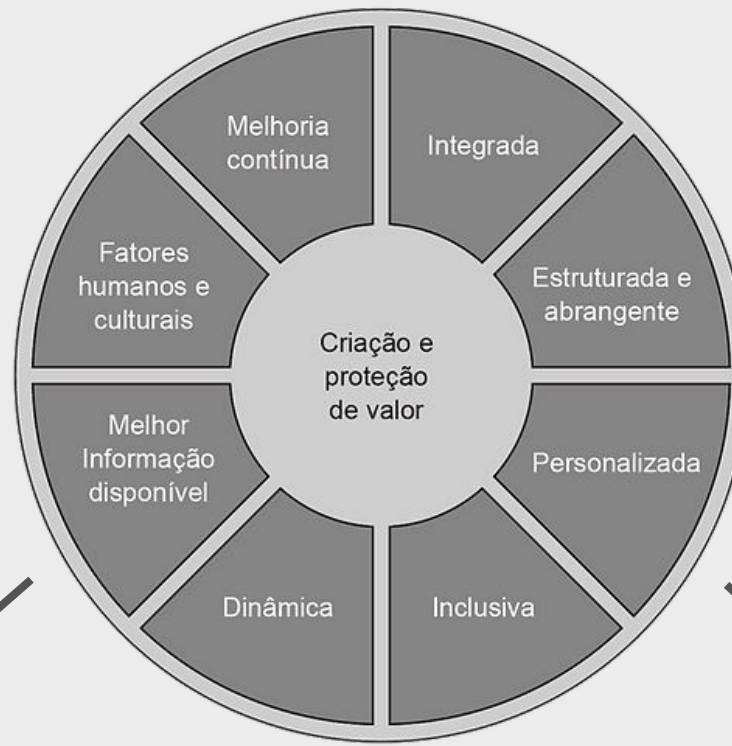 Melhoria
contínua
Integrada
Estruturada e
abrangente
Personalizada
Inclusiva
Dinâmica
Melhor
Informação
disponível
Fatores
humanos e
culturais
Criação e
proteção
de valor